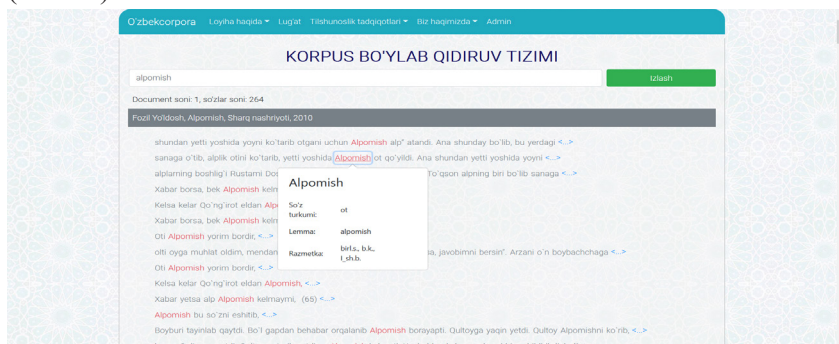 O'zbekcorpora Loyiha haqida Lug'at Tilshunoslik tadqiqotlari Biz haqimizda Admin
KORPUS BO'YLAB QIDIRUV TIZIMI
alpomish Izlash
Document soni: 1, so'zlar soni: 264
Fozil Yo'ldosh, Alpomish, Sharq nashriyoti, 2010
shundan yetti yoshida yoyni ko'tarib otgani uchun Alpomish alp" atandi. Ana shunday bo'lib, bu yerdagi <...>
sanaga o'tib, alplik otini ko'tarib, yetti yoshida Alpomish ot qo'yildi. Ana shundan yetti yoshida yoyni <...>
alplarning boshlig'i Rustami Dos To'qson alpning biri bo'lib sanaga <...>
Xabar borsa, bek Alpomish kelm
Kelsa kelar Qo'ng'irot eldan Alp
Xabar borsa, bek Alpomish kelm
Oti Alpomish yorim bordir, <...>
olti oyga muhlat oldim, mendan a, javobimni bersin". Arzani o'n boybachchaga <...>
Oti Alpomish yorim bordir, <...>
Kelsa kelar Qo'ng'irot eldan Alpomish, <...>
Xabar yetsa alp Alpomish kelmaymi, (65) <...>
Alpomish bu so'zni eshitib, <...>
Boyburi tayinlab qaytdi. Bo'l gapdan behabar orqalanib Alpomish borayapti. Qultoyga yaqin yetdi. Qultoy Alpomishni ko'rib, <...>
Alpomish
So'z turkumi: ot
Lemma: alpomish
Razmetka: birl.s., b.k., I_sh.b.